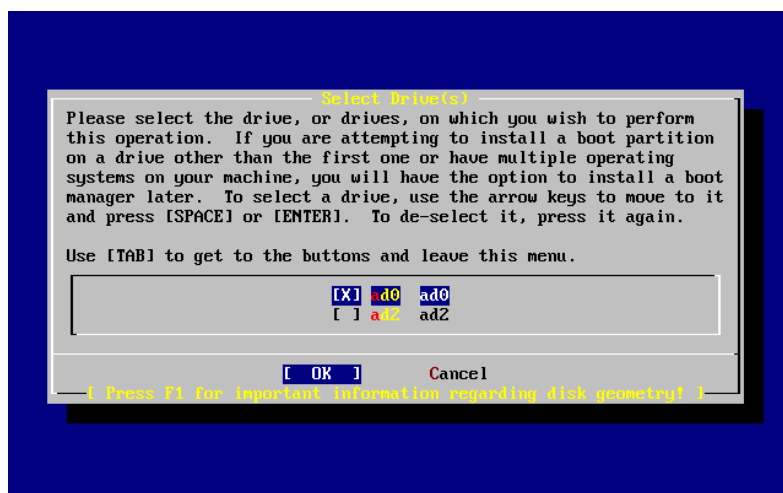 Select Drive(s)
Please select the drive, or drives, on which you wish to perform
this operation.  If you are attempting to install a boot partition
on a drive other than the first one or have multiple operating
systems on your machine, you will have the option to install a boot
manager later.  To select a drive, use the arrow keys to move to it
and press [SPACE] or [ENTER].  To de-select it, press it again.
Use [TAB] to get to the buttons and leave this menu.
[X] ad0 ad0
[ ] ad2 ad2
[ OK ] Cancel
[ Press F1 for important information regarding disk geometry! ]